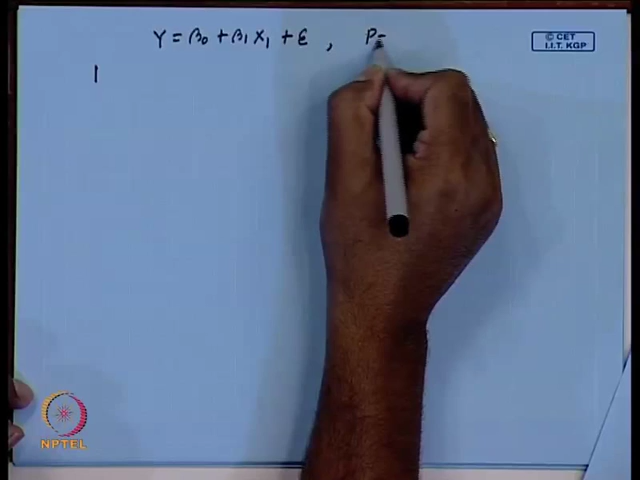 Y = β₀ + β₁ X₁ + ε , P=
1
© CET
I.I.T. KGP
NPTEL